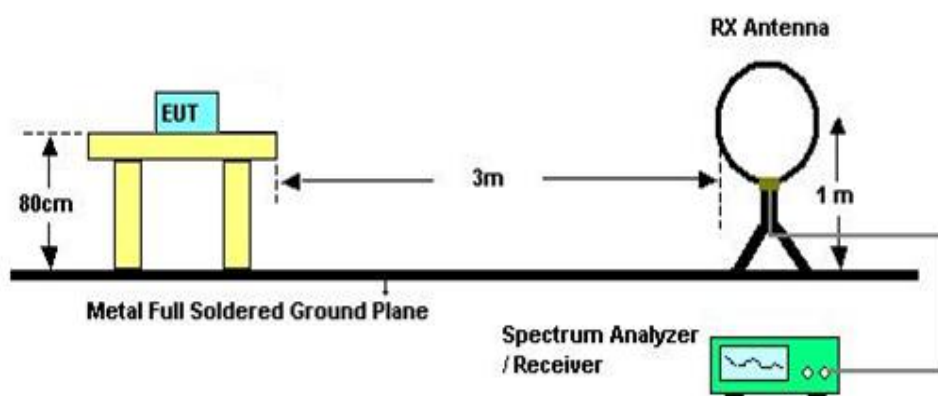 RX Antenna
EUT
80cm
3m
1 m
Metal Full Soldered Ground Plane
Spectrum Analyzer
/ Receiver